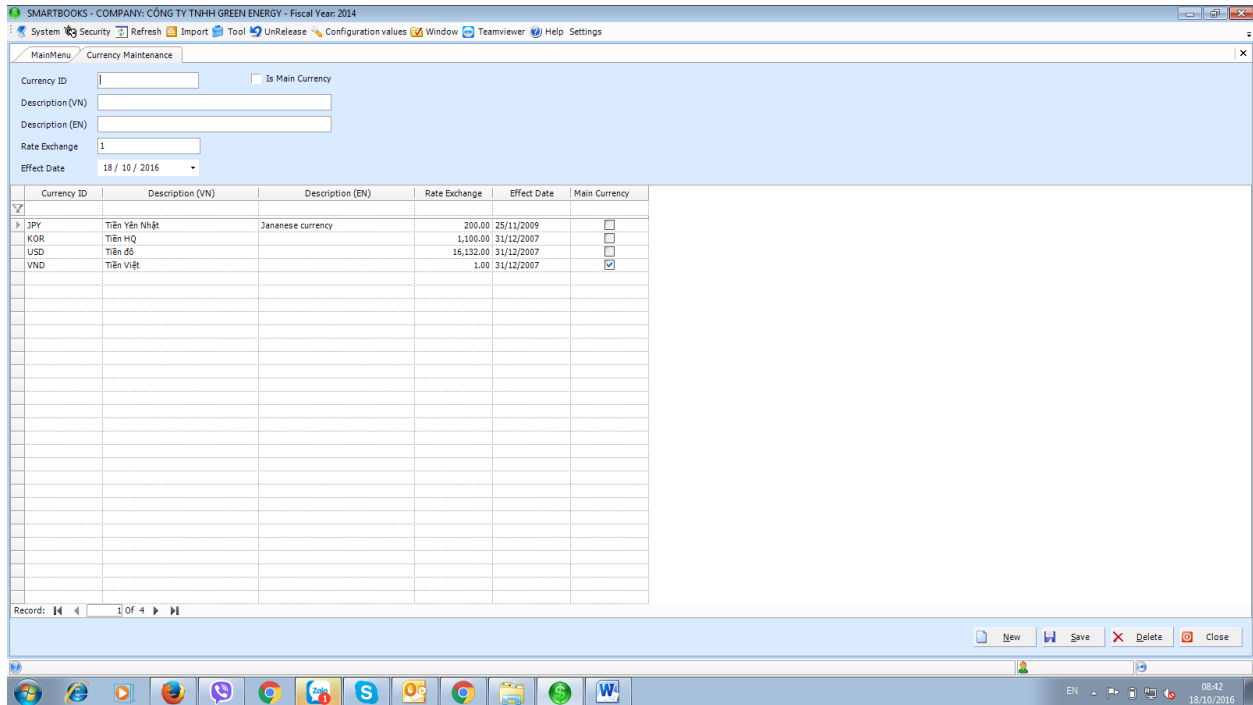 SMARTBOOKS - COMPANY: CÔNG TY TNHH GREEN ENERGY - Fiscal Year: 2014
System Security Refresh Import Tool UnRelease Configuration values Window Teamviewer Help Settings
MainMenu Currency Maintenance
Currency ID Is Main Currency
Description (VN)
Description (EN)
Rate Exchange 1
Effect Date 18 / 10 / 2016
Currency ID Description (VN) Description (EN) Rate Exchange Effect Date Main Currency
JPY Tiền Yên Nhật Jananese currency 200.00 25/11/2009
KOR Tiền HQ 1,100.00 31/12/2007
USD Tiền đô 16,132.00 31/12/2007
VND Tiền Việt 1.00 31/12/2007
Record: 1 Of 4
New Save Delete Close
Zalo 1
EN 08:42
18/10/2016